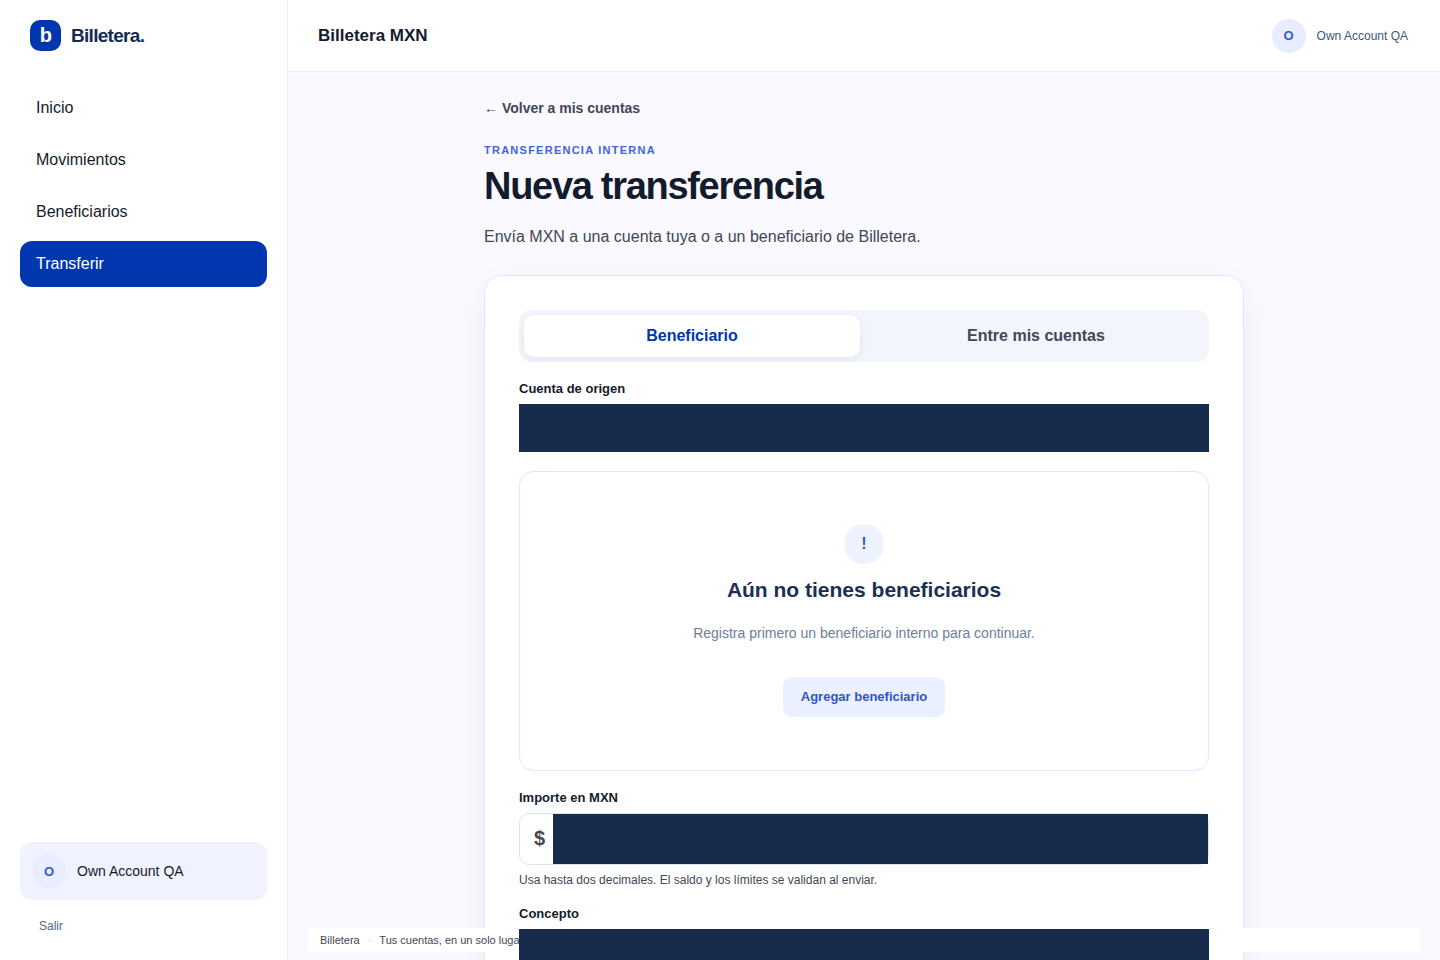 b Billetera.
Inicio
Movimientos
Beneficiarios
Transferir
O Own Account QA
Salir
Billetera MXN
O Own Account QA
← Volver a mis cuentas
TRANSFERENCIA INTERNA
Nueva transferencia
Envía MXN a una cuenta tuya o a un beneficiario de Billetera.
Beneficiario Entre mis cuentas
Cuenta de origen
!
Aún no tienes beneficiarios
Registra primero un beneficiario interno para continuar.
Agregar beneficiario
Importe en MXN
$
Usa hasta dos decimales. El saldo y los límites se validan al enviar.
Concepto
Billetera · Tus cuentas, en un solo